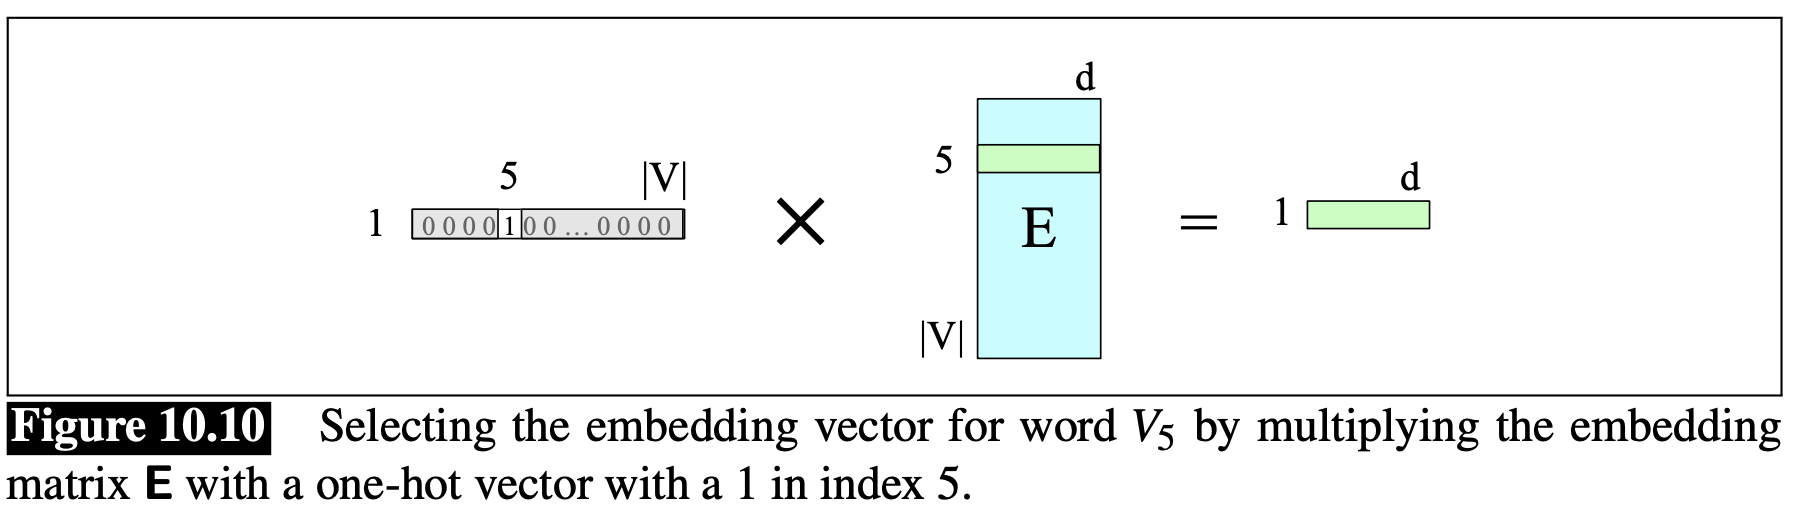 d
5 |V| 5
1 0 0 0 0 1 0 0 ... 0 0 0 0 × E = 1 d
|V|
Figure 10.10 Selecting the embedding vector for word V5 by multiplying the embedding
matrix E with a one-hot vector with a 1 in index 5.